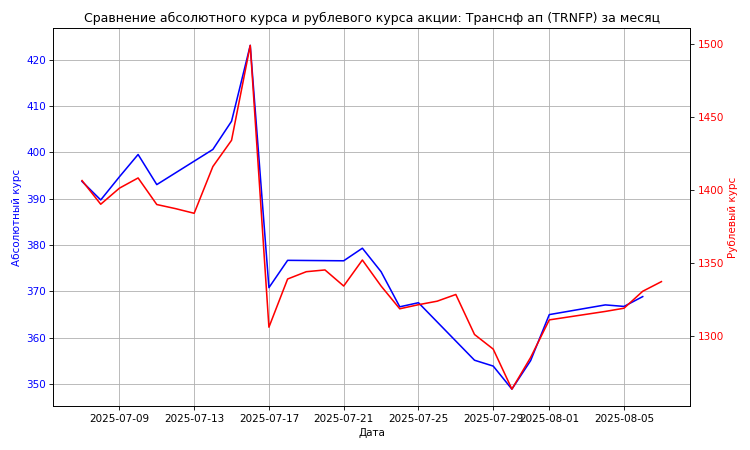 Сравнение абсолютного курса и рублевого курса акции: Транснф ап (TRNFP) за месяц
420
410
400
390
380
370
360
350
Абсолютный курс
1500
1450
1400
1350
1300
Рублевый курс
2025-07-09 2025-07-13 2025-07-17 2025-07-21 2025-07-25 2025-07-29 2025-08-01 2025-08-05
Дата